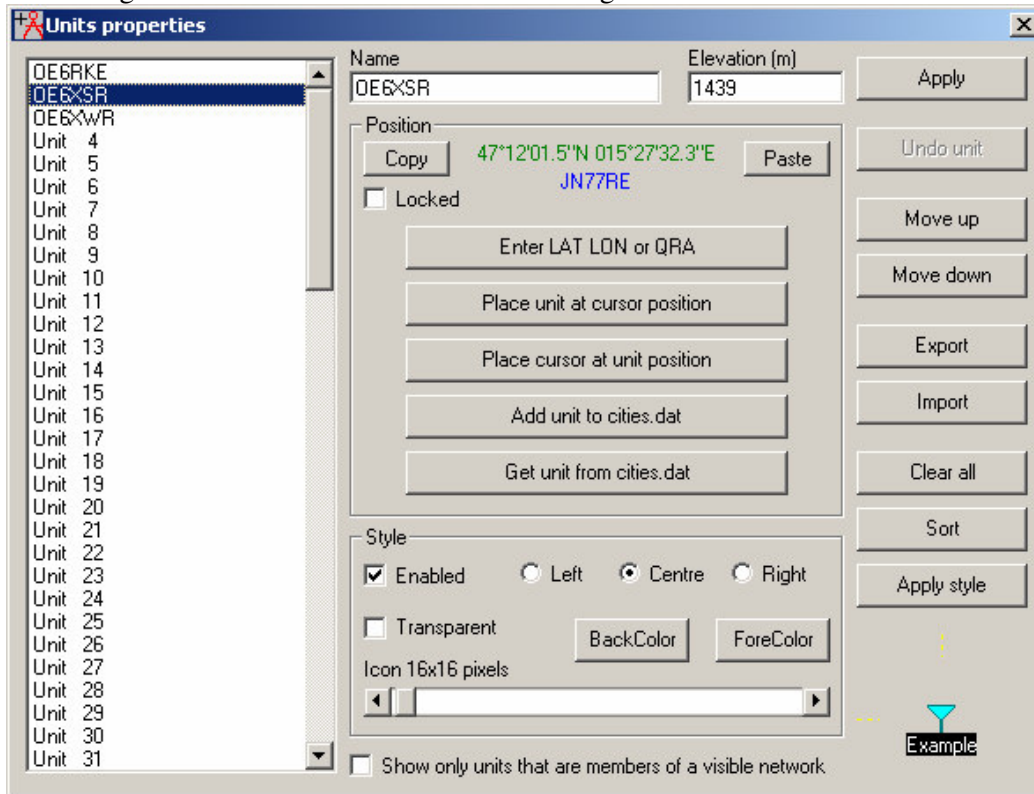 Units properties
OE6RKE
OE6XSR
OE6XWR
Unit 4
Unit 5
Unit 6
Unit 7
Unit 8
Unit 9
Unit 10
Unit 11
Unit 12
Unit 13
Unit 14
Unit 15
Unit 16
Unit 17
Unit 18
Unit 19
Unit 20
Unit 21
Unit 22
Unit 23
Unit 24
Unit 25
Unit 26
Unit 27
Unit 28
Unit 29
Unit 30
Unit 31
Name
OE6XSR
Elevation (m)
1439
Position
Copy
47°12'01.5''N 015°27'32.3''E
JN77RE
Paste
Locked
Enter LAT LON or QRA
Place unit at cursor position
Place cursor at unit position
Add unit to cities.dat
Get unit from cities.dat
Style
Enabled
Left
Centre
Right
Transparent
BackColor
ForeColor
Icon 16x16 pixels
Show only units that are members of a visible network
Apply
Undo unit
Move up
Move down
Export
Import
Clear all
Sort
Apply style
Example